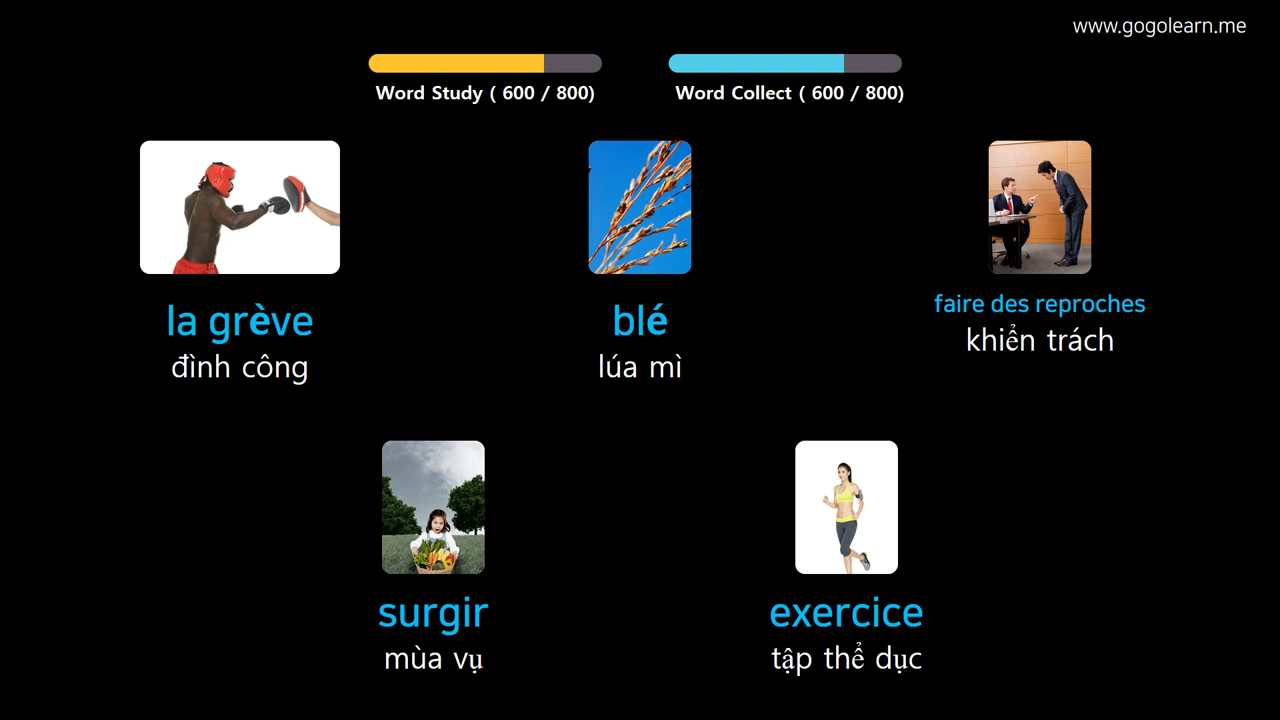 www.gogolearn.me
Word Study ( 600 / 800)
Word Collect ( 600 / 800)
la grève
đình công
blé
lúa mì
faire des reproches
khiển trách
surgir
mùa vụ
exercice
tập thể dục